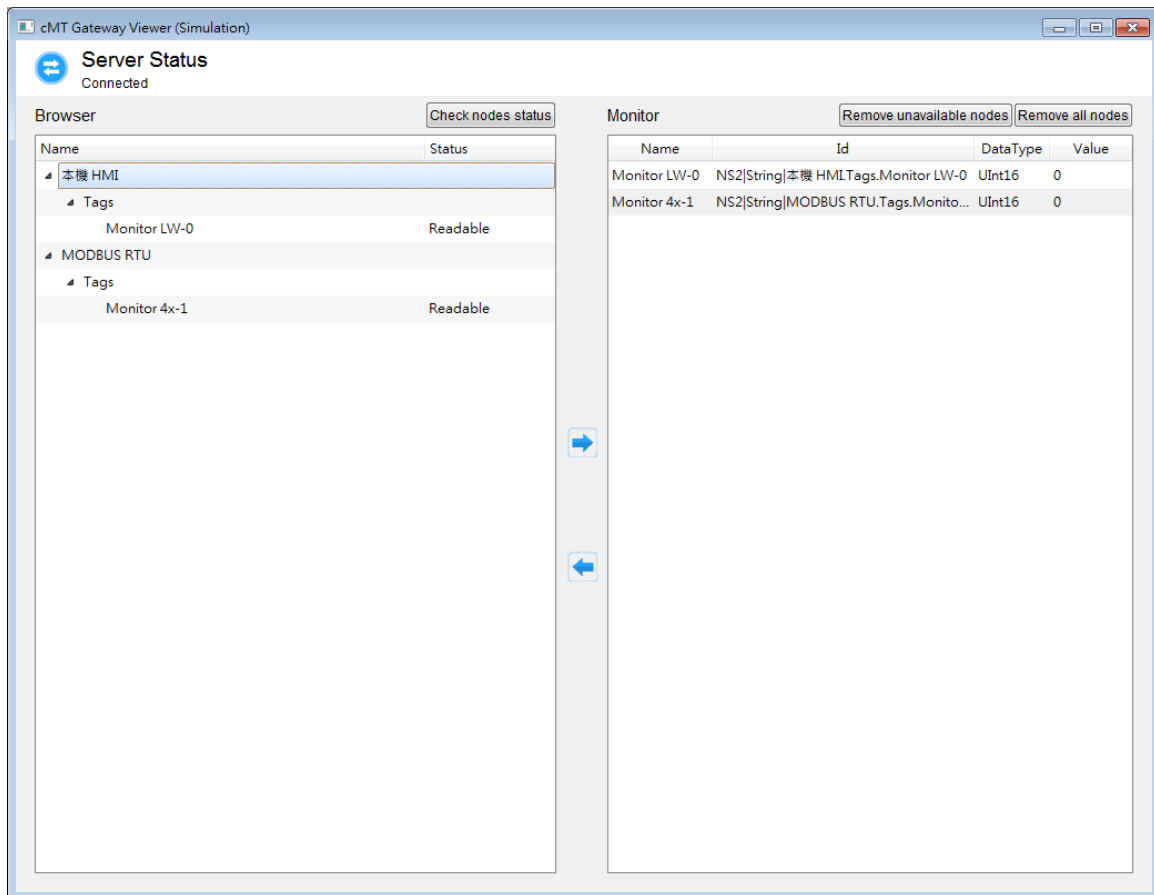 cMT Gateway Viewer (Simulation)
Server Status
Connected
Browser
Check nodes status
Name Status
本機 HMI
Tags
Monitor LW-0 Readable
MODBUS RTU
Tags
Monitor 4x-1 Readable
Monitor
Remove unavailable nodes Remove all nodes
Name Id DataType Value
Monitor LW-0 NS2|String|本機 HMI.Tags.Monitor LW-0 UInt16 0
Monitor 4x-1 NS2|String|MODBUS RTU.Tags.Monito... UInt16 0